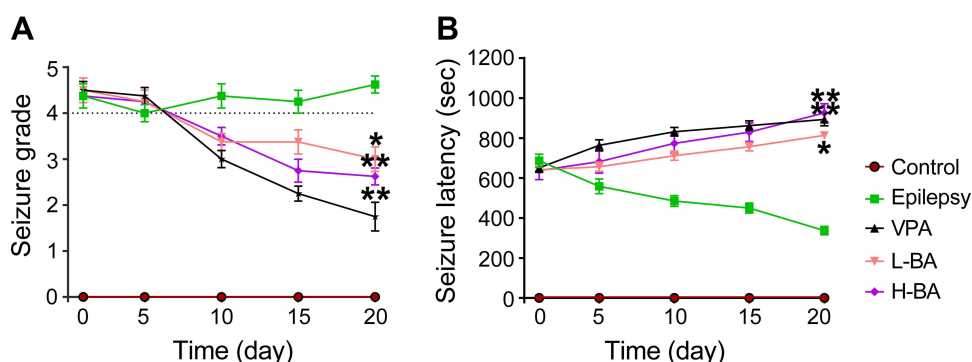 A
Seizure grade
5
4
3
2
1
0
*
**
**
0 5 10 15 20
Time (day)
B
Seizure latency (sec)
1200
1000
800
600
400
200
0
**
**
*
0 5 10 15 20
Time (day)
Control
Epilepsy
VPA
L-BA
H-BA